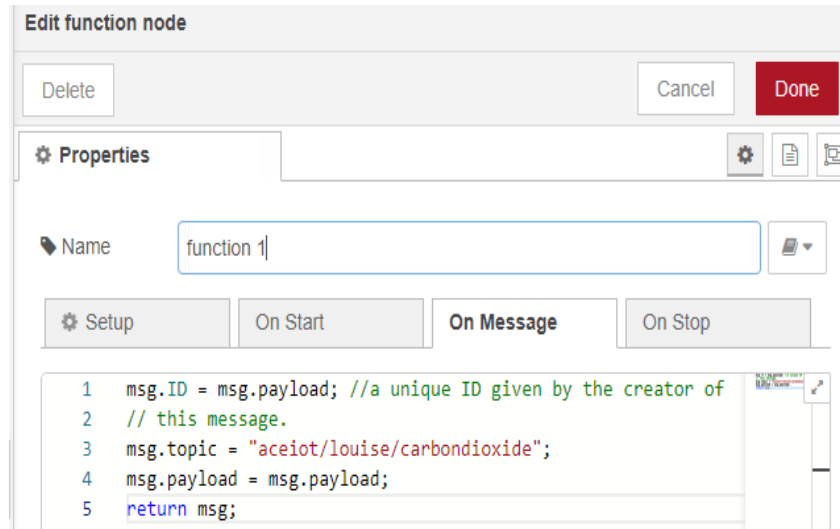 Edit function node
Delete Cancel Done
Properties
Name function 1
Setup On Start On Message On Stop
1 msg.ID = msg.payload; //a unique ID given by the creator of
2 // this message.
3 msg.topic = "aceiot/louise/carbondioxide";
4 msg.payload = msg.payload;
5 return msg;